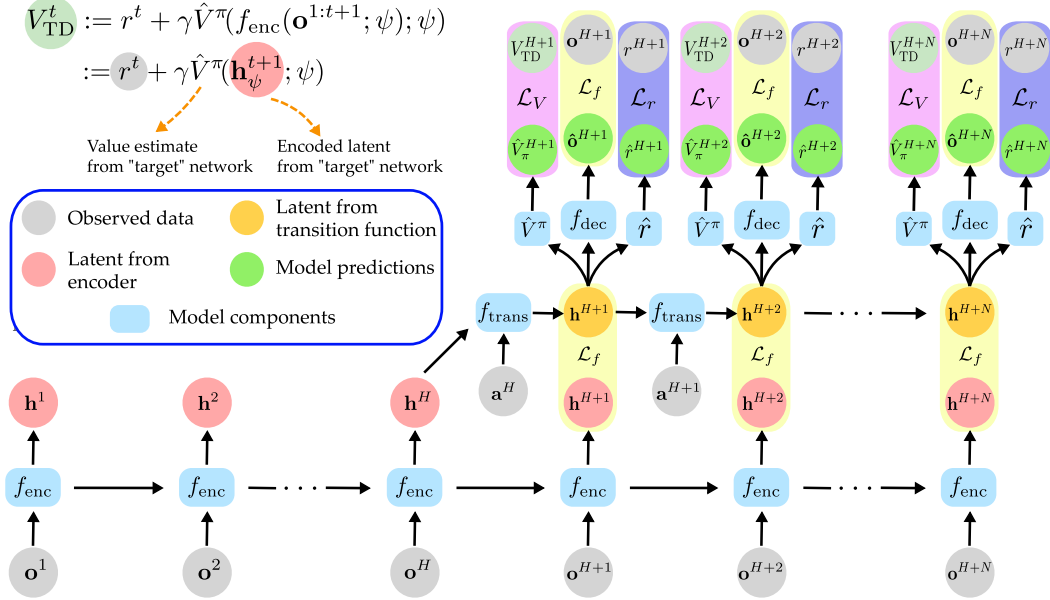 V_TD^t := r^t + γV̂^π(f_enc(o^{1:t+1}; ψ); ψ)
:= r^t + γV̂^π(h_ψ^{t+1}; ψ)
Value estimate
from "target" network
Encoded latent
from "target" network
Observed data
Latent from
transition function
Latent from
encoder
Model predictions
Model components
V_TD^{H+1} o^{H+1} r^{H+1} V_TD^{H+2} o^{H+2} r^{H+2} V_TD^{H+N} o^{H+N} r^{H+N}
ℒ_V ℒ_f ℒ_r ℒ_V ℒ_f ℒ_r ℒ_V ℒ_f ℒ_r
V̂_π^{H+1} ô^{H+1} r̂^{H+1} V̂_π^{H+2} ô^{H+2} r̂^{H+2} V̂_π^{H+N} ô^{H+N} r̂^{H+N}
V̂^π f_dec r̂ V̂^π f_dec r̂ V̂^π f_dec r̂
f_trans h^{H+1} f_trans h^{H+2} · · · h^{H+N}
ℒ_f ℒ_f ℒ_f
a^H a^{H+1}
h^1 h^2 h^H h^{H+1} h^{H+2} h^{H+N}
f_enc f_enc · · · f_enc f_enc f_enc · · · f_enc
o^1 o^2 o^H o^{H+1} o^{H+2} o^{H+N}